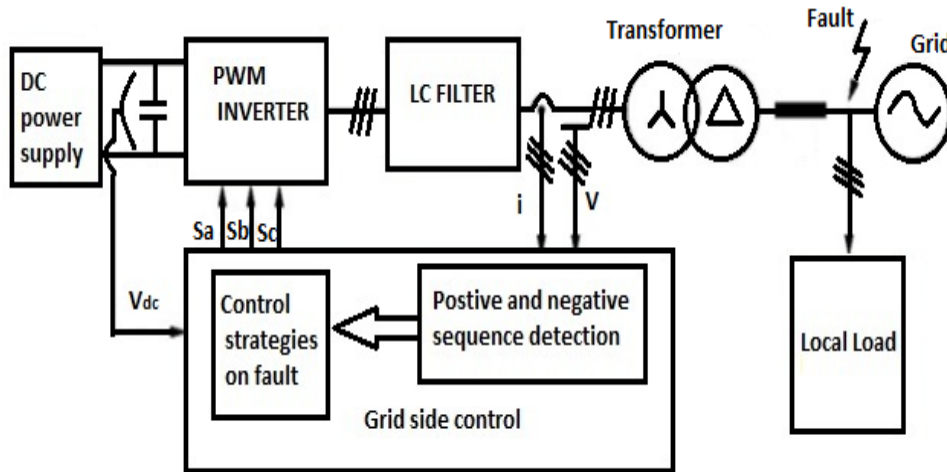 DC
power
supply
PWM
INVERTER
LC FILTER
Transformer
Fault
Grid
i
V
Sa Sb Sc
Vdc
Control
strategies
on fault
Postive and negative
sequence detection
Grid side control
Local Load